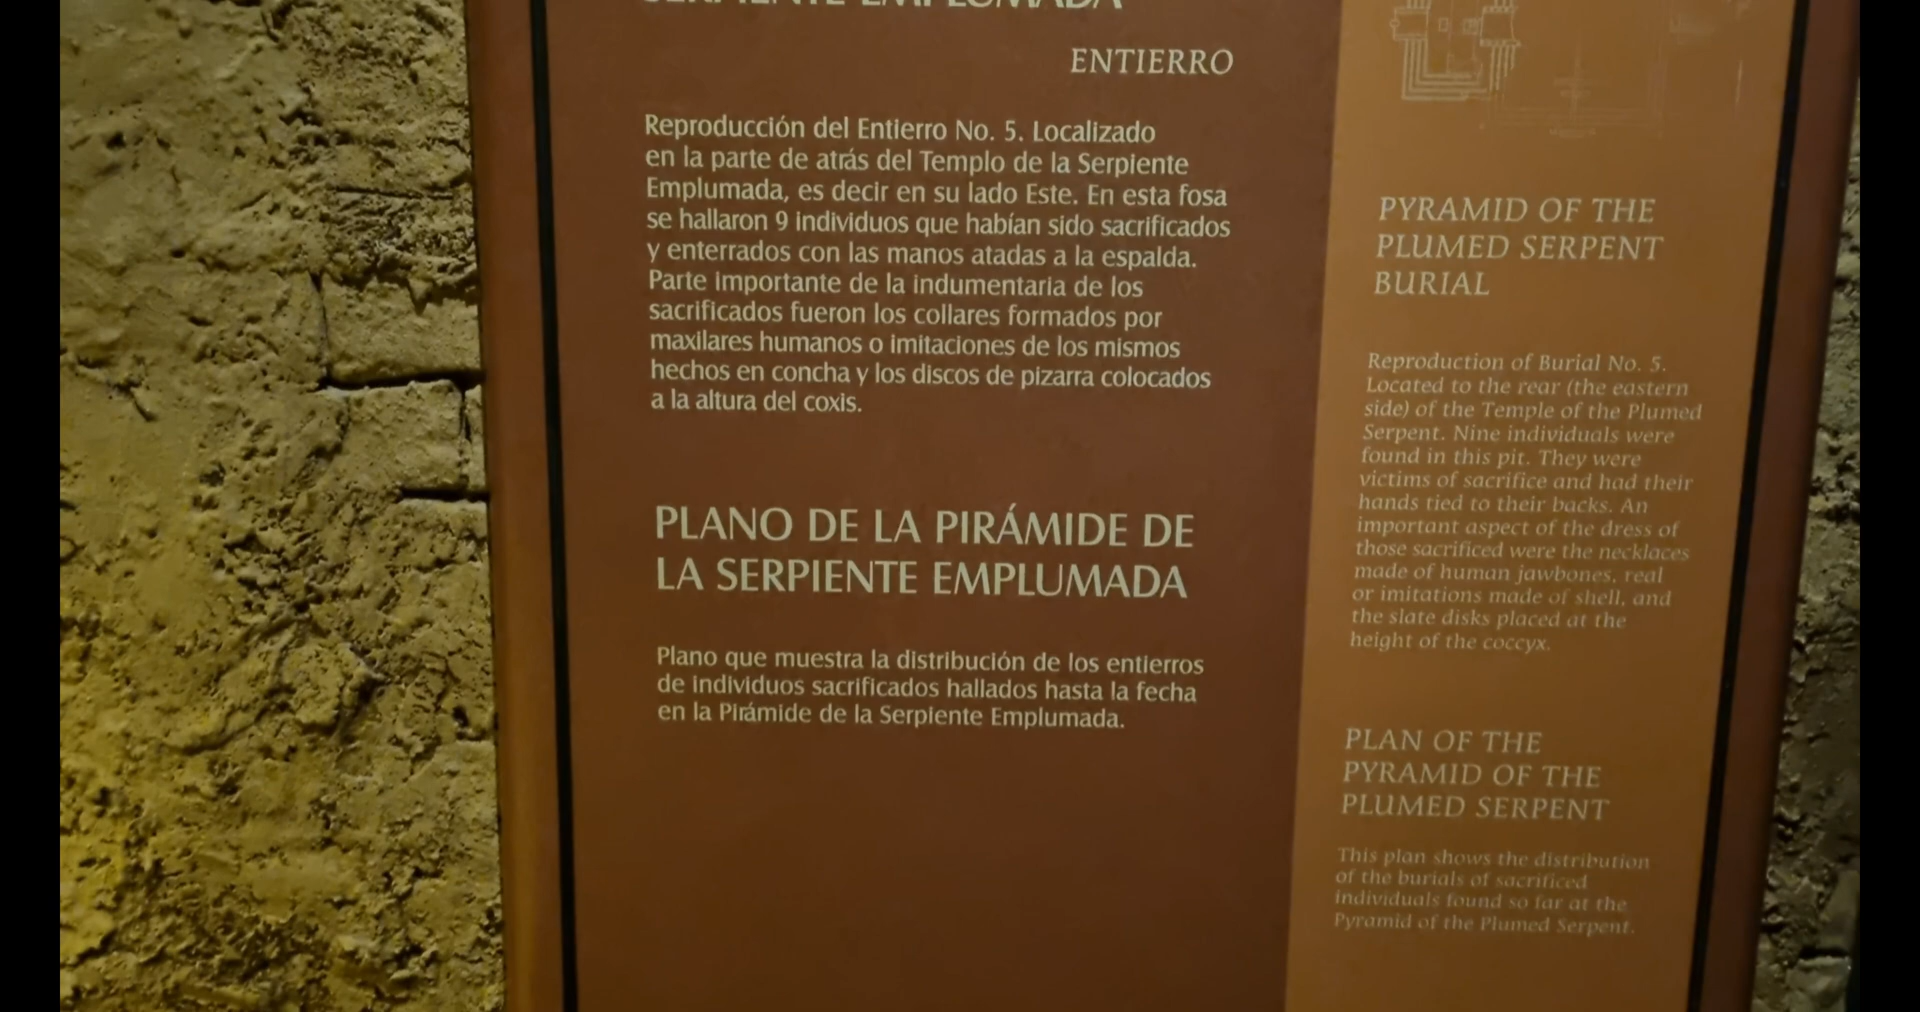 SERPIENTE EMPLUMADA
ENTIERRO
Reproducción del Entierro No. 5. Localizado
en la parte de atrás del Templo de la Serpiente
Emplumada, es decir en su lado Este. En esta fosa
se hallaron 9 individuos que habían sido sacrificados
y enterrados con las manos atadas a la espalda.
Parte importante de la indumentaria de los
sacrificados fueron los collares formados por
maxilares humanos o imitaciones de los mismos
hechos en concha y los discos de pizarra colocados
a la altura del coxis.
PLANO DE LA PIRÁMIDE DE
LA SERPIENTE EMPLUMADA
Plano que muestra la distribución de los entierros
de individuos sacrificados hallados hasta la fecha
en la Pirámide de la Serpiente Emplumada.
PYRAMID OF THE
PLUMED SERPENT
BURIAL
Reproduction of Burial No. 5.
Located to the rear (the eastern
side) of the Temple of the Plumed
Serpent. Nine individuals were
found in this pit. They were
victims of sacrifice and had their
hands tied to their backs. An
important aspect of the dress of
those sacrificed were the necklaces
made of human jawbones, real
or imitations made of shell, and
the slate disks placed at the
height of the coccyx.
PLAN OF THE
PYRAMID OF THE
PLUMED SERPENT
This plan shows the distribution
of the burials of sacrificed
individuals found so far at the
Pyramid of the Plumed Serpent.